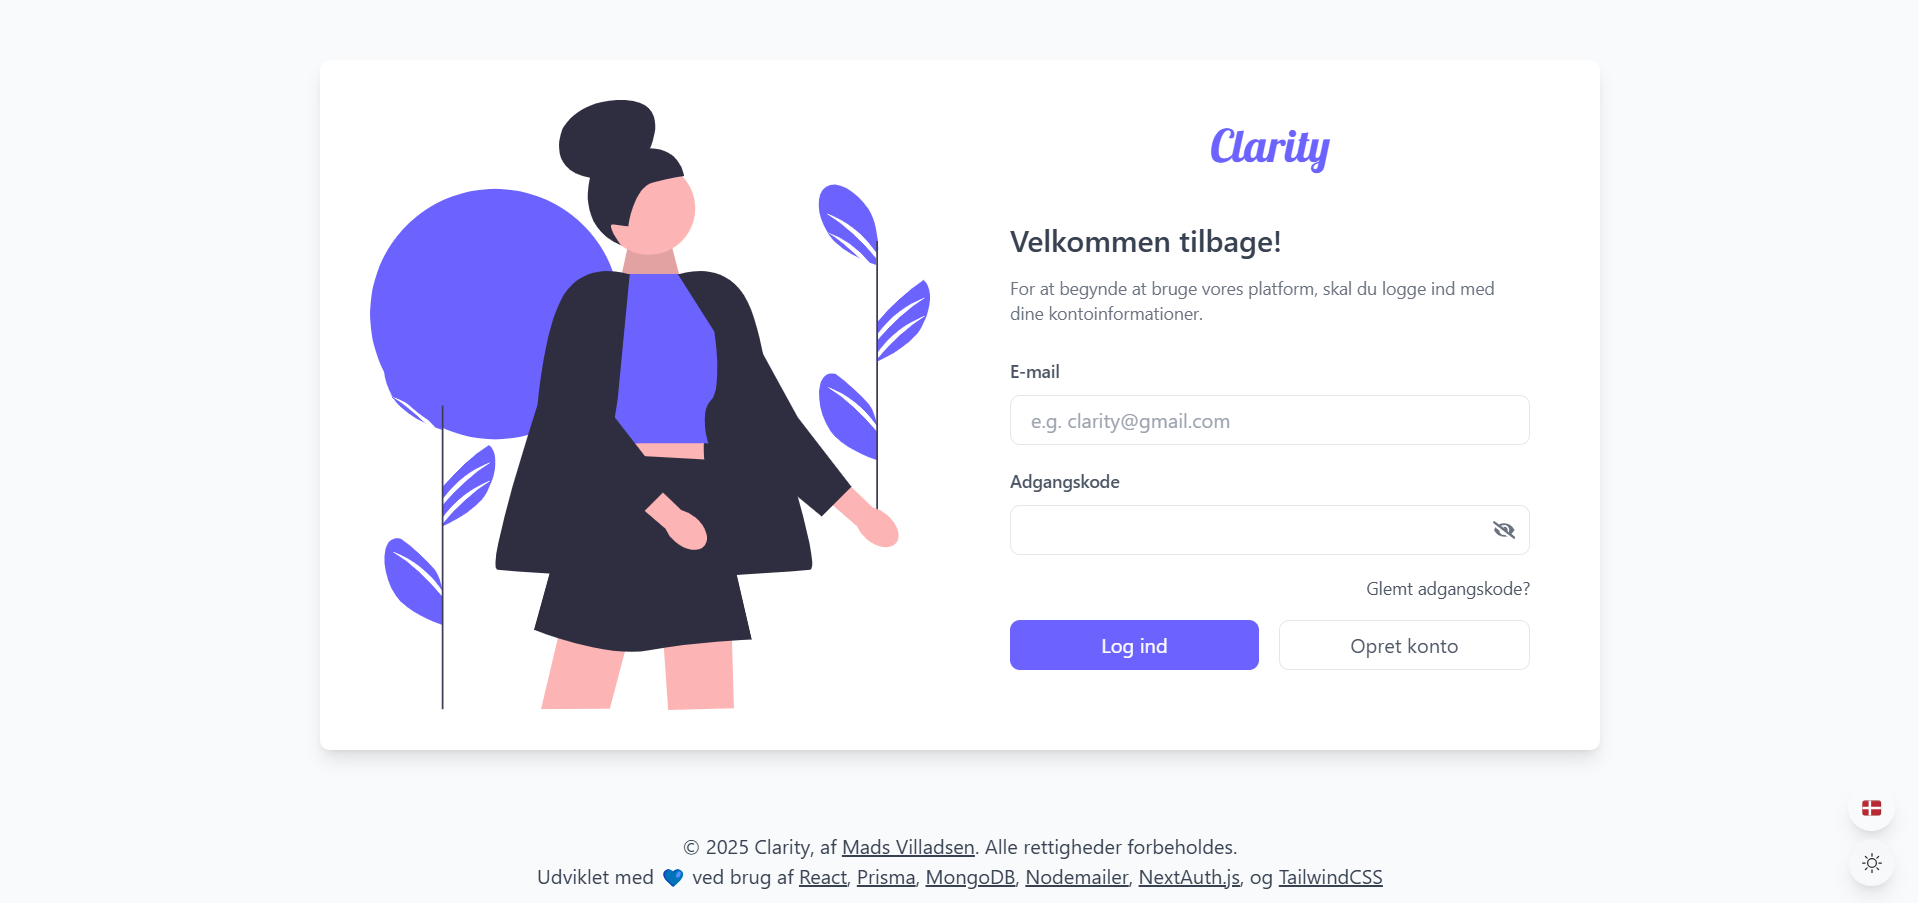 Clarity
Velkommen tilbage!
For at begynde at bruge vores platform, skal du logge ind med
dine kontoinformationer.
E-mail
e.g. clarity@gmail.com
Adgangskode
Glemt adgangskode?
Log ind
Opret konto
© 2025 Clarity, af Mads Villadsen. Alle rettigheder forbeholdes.
Udviklet med 💙 ved brug af React, Prisma, MongoDB, Nodemailer, NextAuth.js, og TailwindCSS